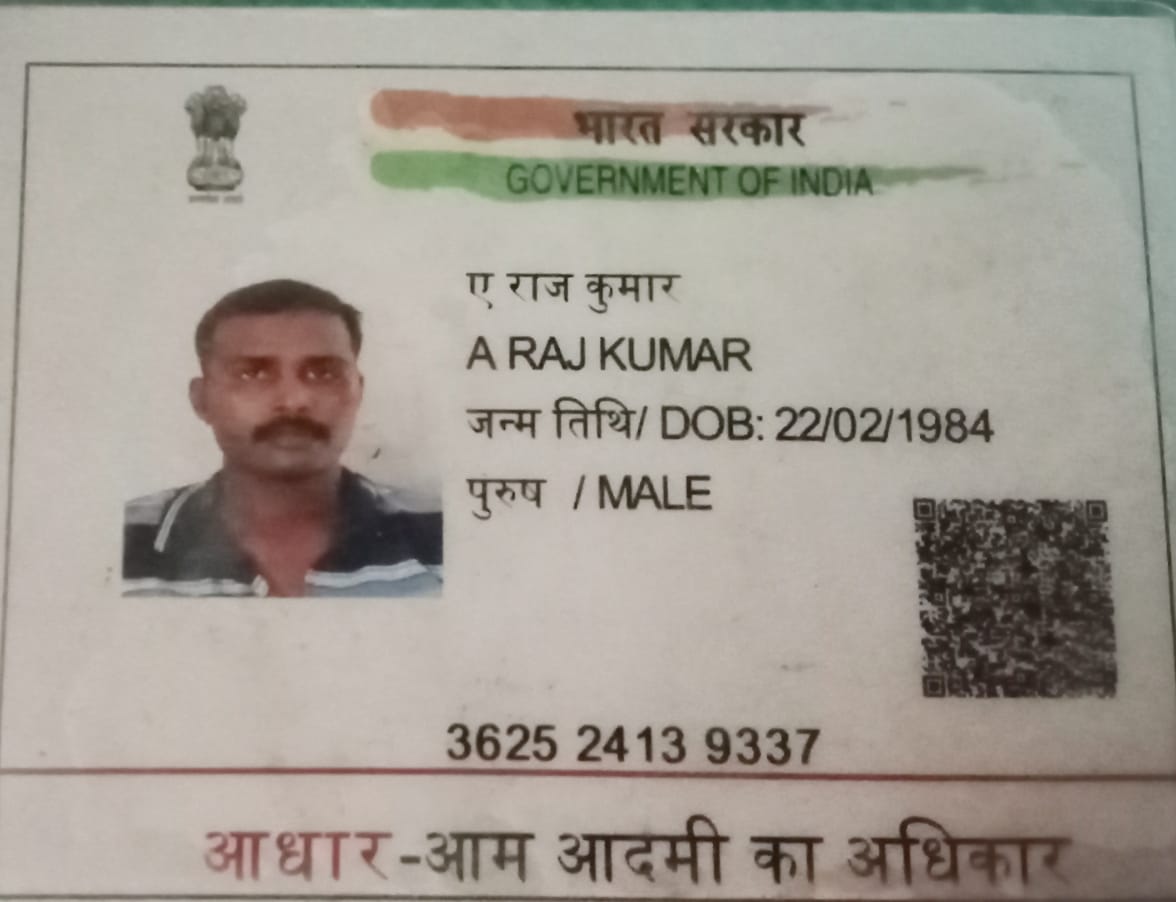 भारत सरकार
GOVERNMENT OF INDIA
ए राज कुमार
A RAJ KUMAR
जन्म तिथि/ DOB: 22/02/1984
पुरुष / MALE
3625 2413 9337
आधार-आम आदमी का अधिकार